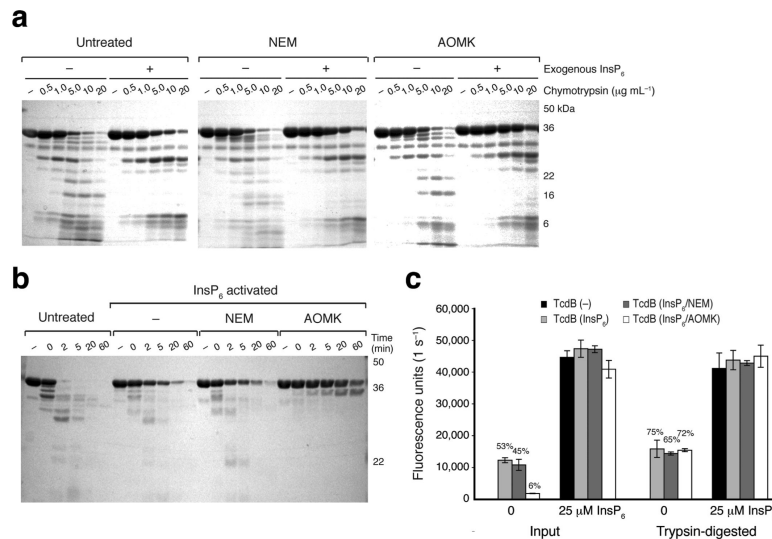 a
Untreated NEM AOMK
– + – + – + Exogenous InsP6
– 0.5 1.0 5.0 10 20 – 0.5 1.0 5.0 10 20 – 0.5 1.0 5.0 10 20 – 0.5 1.0 5.0 10 20 – 0.5 1.0 5.0 10 20 – 0.5 1.0 5.0 10 20 Chymotrypsin (µg mL–1)
50 kDa
36
22
16
6
b
InsP6 activated
Untreated – NEM AOMK
– 0 2 5 20 60 – 0 2 5 20 60 – 0 2 5 20 60 – 0 2 5 20 60 Time (min)
50
36
22
c
TcdB (–) TcdB (InsP6/NEM)
TcdB (InsP6) TcdB (InsP6/AOMK)
Fluorescence units (1 s–1)
60,000
50,000
40,000
30,000
20,000
10,000
0
53% 45% 6% 75% 65% 72%
0 25 µM InsP6 0 25 µM InsP
Input Trypsin-digested